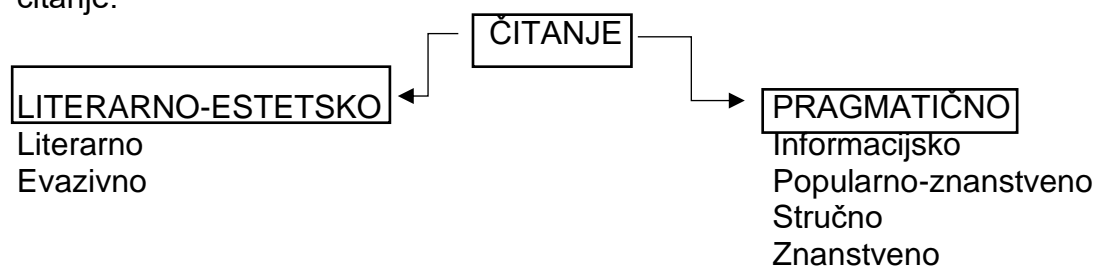 čitanje:
ČITANJE
LITERARNO-ESTETSKO
Literarno
Evazivno
PRAGMATIČNO
Informacijsko
Popularno-znanstveno
Stručno
Znanstveno